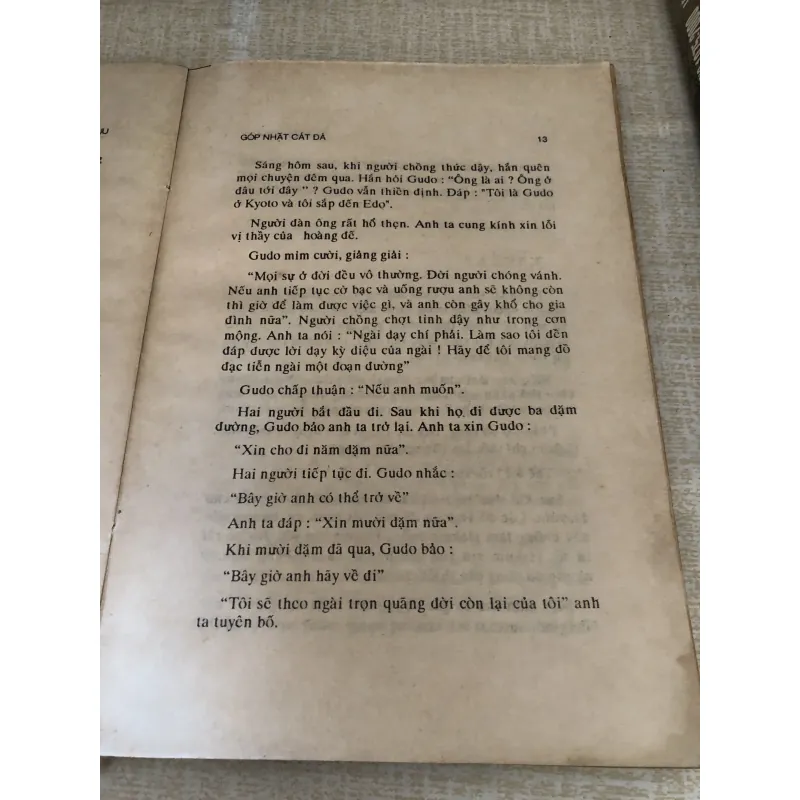 GÓP NHẶT CÁT ĐÁ 13
Sáng hôm sau, khi người chồng thức dậy, hắn quên
mọi chuyện đêm qua. Hắn hỏi Gudo : “Ông là ai ? Ông ở
đâu tới đây ” ? Gudo vẫn thiền định. Đáp : "Tôi là Gudo
ở Kyoto và tôi sắp đến Edo".
Người đàn ông rất hổ thẹn. Anh ta cung kính xin lỗi
vị thầy của hoàng đế.
Gudo mỉm cười, giảng giải :
“Mọi sự ở đời đều vô thường. Đời người chóng vánh.
Nếu anh tiếp tục cờ bạc và uống rượu anh sẽ không còn
thì giờ để làm được việc gì, và anh còn gây khổ cho gia
đình nữa”. Người chồng chợt tỉnh dậy như trong cơn
mộng. Anh ta nói : “Ngài dạy chí phải. Làm sao tôi đền
đáp được lời dạy kỳ diệu của ngài ! Hãy để tôi mang đồ
đạc tiễn ngài một đoạn đường”
Gudo chấp thuận : “Nếu anh muốn”.
Hai người bắt đầu đi. Sau khi họ đi được ba dặm
đường, Gudo bảo anh ta trở lại. Anh ta xin Gudo :
“Xin cho đi năm dặm nữa”.
Hai người tiếp tục đi. Gudo nhắc :
“Bây giờ anh có thể trở về”
Anh ta đáp : “Xin mười dặm nữa”.
Khi mười dặm đã qua, Gudo bảo :
“Bây giờ anh hãy về đi”
“Tôi sẽ theo ngài trọn quãng đời còn lại của tôi” anh
ta tuyên bố.